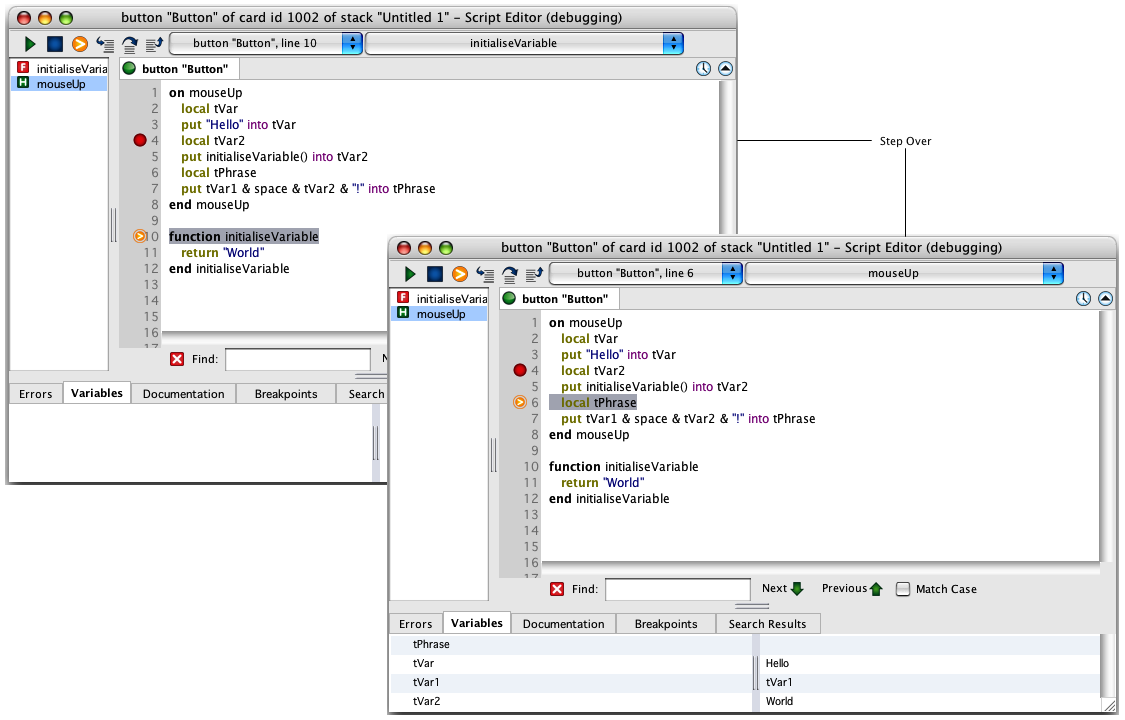 button "Button" of card id 1002 of stack "Untitled 1" - Script Editor (debugging)
button "Button", line 10
initialiseVariable
F initialiseVaria
H mouseUp
button "Button"
1 on mouseUp
2 local tVar
3 put "Hello" into tVar
4 local tVar2
5 put initialiseVariable() into tVar2
6 local tPhrase
7 put tVar1 & space & tVar2 & "!" into tPhrase
8 end mouseUp
9
10 function initialiseVariable
11 return "World"
12 end initialiseVariable
13
14
15
16
17
Find:
N
Errors Variables Documentation Breakpoints Search
Step Over
button "Button" of card id 1002 of stack "Untitled 1" - Script Editor (debugging)
button "Button", line 6
mouseUp
F initialiseVaria
H mouseUp
button "Button"
1 on mouseUp
2 local tVar
3 put "Hello" into tVar
4 local tVar2
5 put initialiseVariable() into tVar2
6 local tPhrase
7 put tVar1 & space & tVar2 & "!" into tPhrase
8 end mouseUp
9
10 function initialiseVariable
11 return "World"
12 end initialiseVariable
13
14
15
16
17
Find: Next Previous Match Case
Errors Variables Documentation Breakpoints Search Results
tPhrase
tVar Hello
tVar1 tVar1
tVar2 World